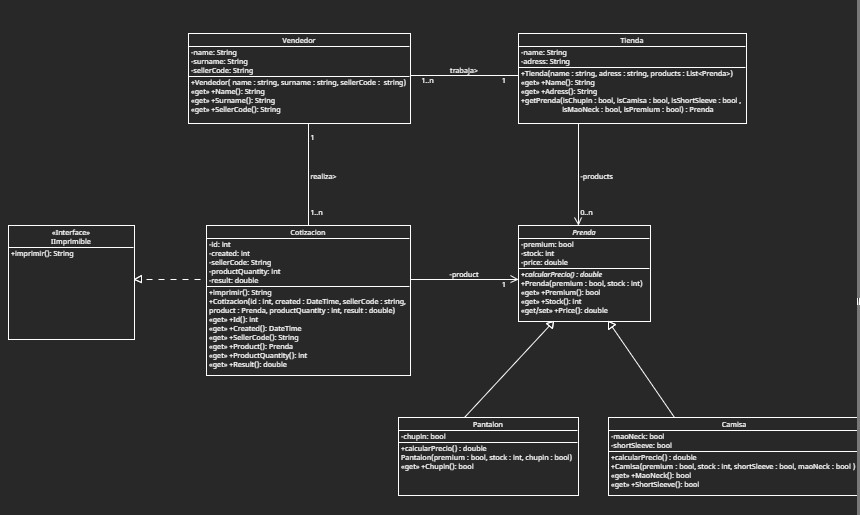 Vendedor
-name: String
-surname: String
-sellerCode: String
+Vendedor( name : string, surname : string, sellerCode :  string)
«get» +Name(): String
«get» +Surname(): String
«get» +SellerCode(): String
trabaja>
1..n
1
Tienda
-name: String
-adress: String
+Tienda(name : string, adress : string, products : List<Prenda>)
«get» +Name(): String
«get» +Adress(): String
+getPrenda(isChupin : bool, isCamisa : bool, isShortSleeve : bool ,
isMaoNeck : bool, isPremium : bool) : Prenda
1
realiza>
1..n
-products
0..n
«Interface»
IImprimible
+imprimir(): String
Cotizacion
-id: int
-created: int
-sellerCode: String
-productQuantity: int
-result: double
+imprimir(): String
+Cotizacion(id : int, created : DateTime, sellerCode : string,
product : Prenda, productQuantity : int, result : double)
«get» +Id(): int
«get» +Created(): DateTime
«get» +SellerCode(): String
«get» +Product(): Prenda
«get» +ProductQuantity(): int
«get» +Result(): double
-product
1
Prenda
-premium: bool
-stock: int
-price: double
+calcularPrecio() : double
+Prenda(premium : bool, stock : int)
«get» +Premium(): bool
«get» +Stock(): int
«get/set» +Price(): double
Pantalon
-chupin: bool
+calcularPrecio() : double
Pantalon(premium : bool, stock : int, chupin : bool)
«get» +Chupin(): bool
Camisa
-maoNeck: bool
-shortSleeve: bool
+calcularPrecio() : double
+Camisa(premium : bool, stock : int, shortSleeve : bool, maoNeck : bool )
«get» +MaoNeck(): bool
«get» +ShortSleeve(): bool